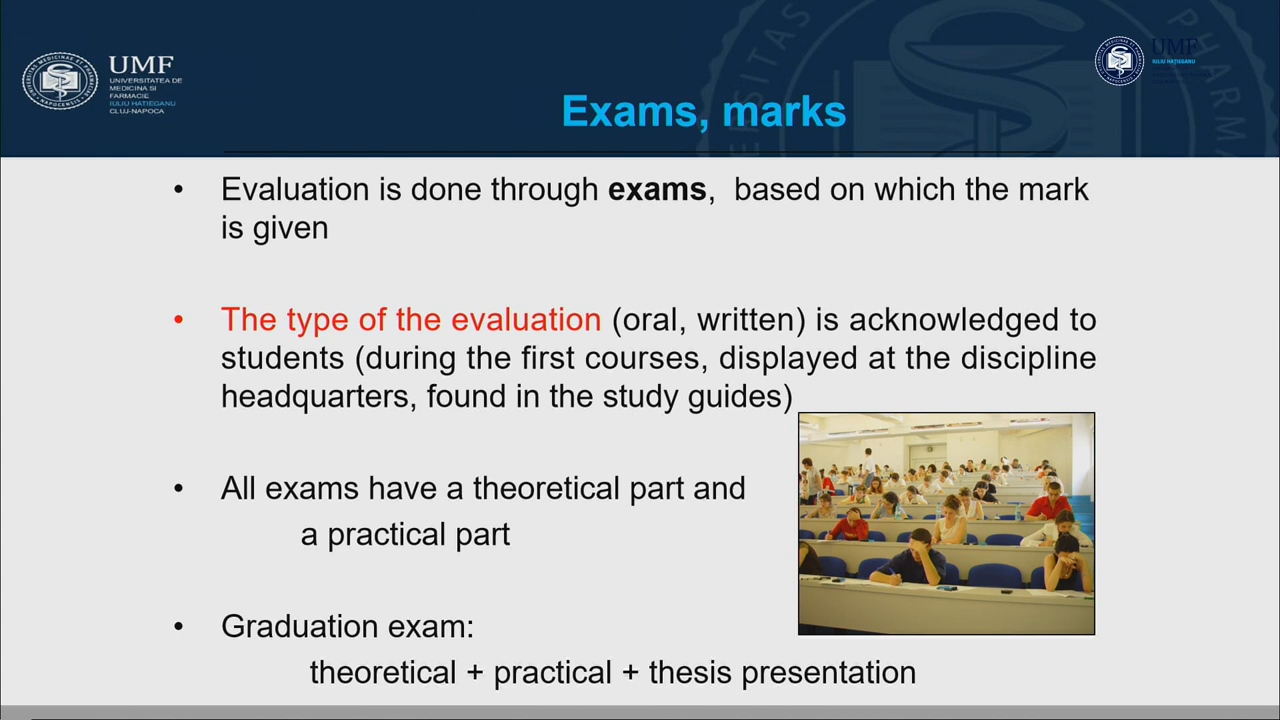 UMF
UNIVERSITATEA DE
MEDICINA SI
FARMACIE
IULIU HATIEGANU
CLUJ-NAPOCA
UMF
IULIU HAȚIEGANU
Exams, marks
• Evaluation is done through exams, based on which the mark
is given
• The type of the evaluation (oral, written) is acknowledged to
students (during the first courses, displayed at the discipline
headquarters, found in the study guides)
• All exams have a theoretical part and
a practical part
• Graduation exam:
theoretical + practical + thesis presentation